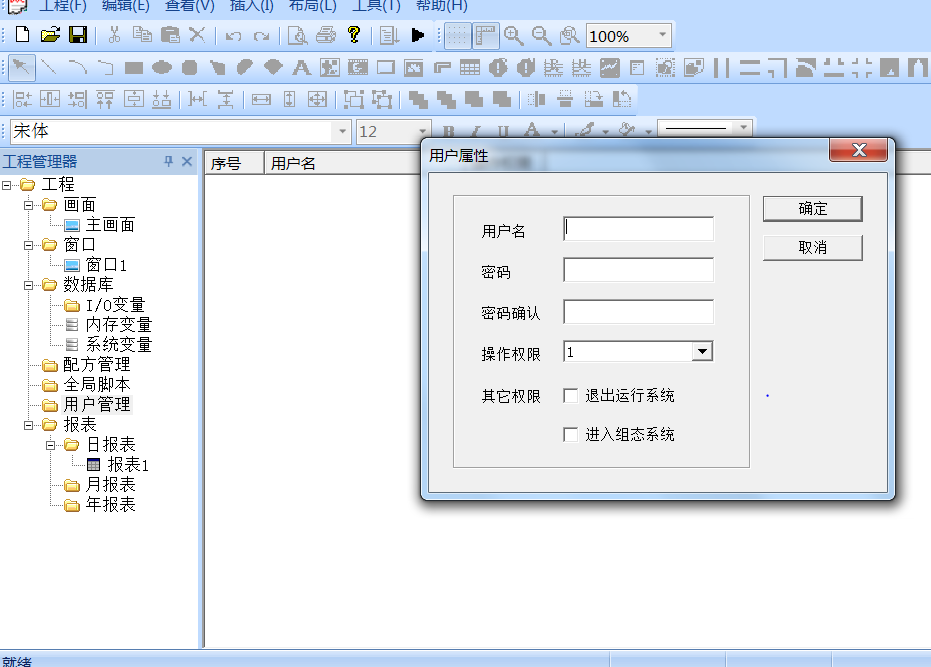 工程(F) 编辑(E) 查看(V) 插入(I) 布局(L) 工具(T) 帮助(H)
100%
宋体 12 B I U A
工程管理器
序号 用户名
工程
画面
主画面
窗口
窗口1
数据库
I/O变量
内存变量
系统变量
配方管理
全局脚本
用户管理
报表
日报表
报表1
月报表
年报表
用户属性
用户名
密码
密码确认
操作权限 1
其它权限 退出运行系统
进入组态系统
确定
取消
就绪